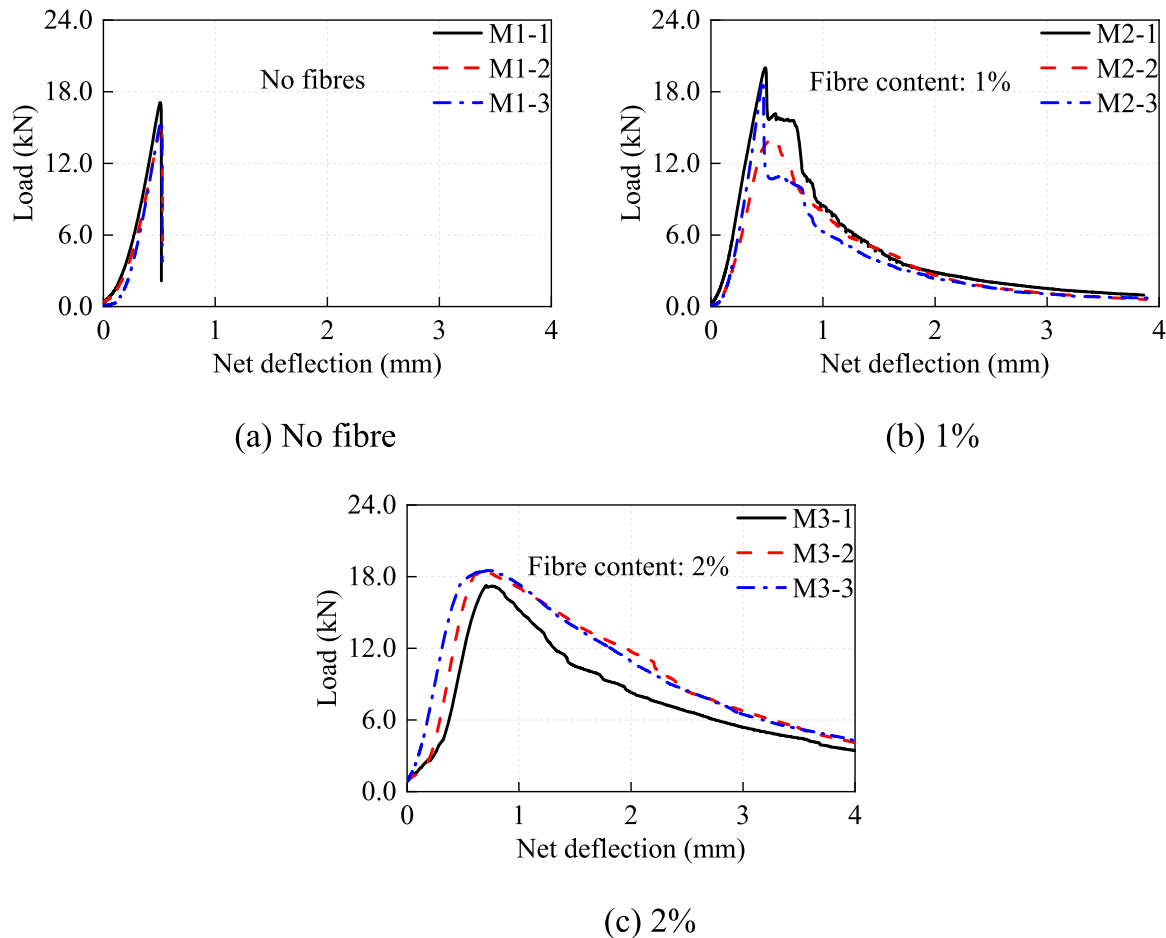 24.0
18.0
12.0
6.0
0.0
Load (kN)
No fibres
M1-1
M1-2
M1-3
0 1 2 3 4
Net deflection (mm)
(a) No fibre
24.0
18.0
12.0
6.0
0.0
Load (kN)
Fibre content: 1%
M2-1
M2-2
M2-3
0 1 2 3 4
Net deflection (mm)
(b) 1%
24.0
18.0
12.0
6.0
0.0
Load (kN)
Fibre content: 2%
M3-1
M3-2
M3-3
0 1 2 3 4
Net deflection (mm)
(c) 2%